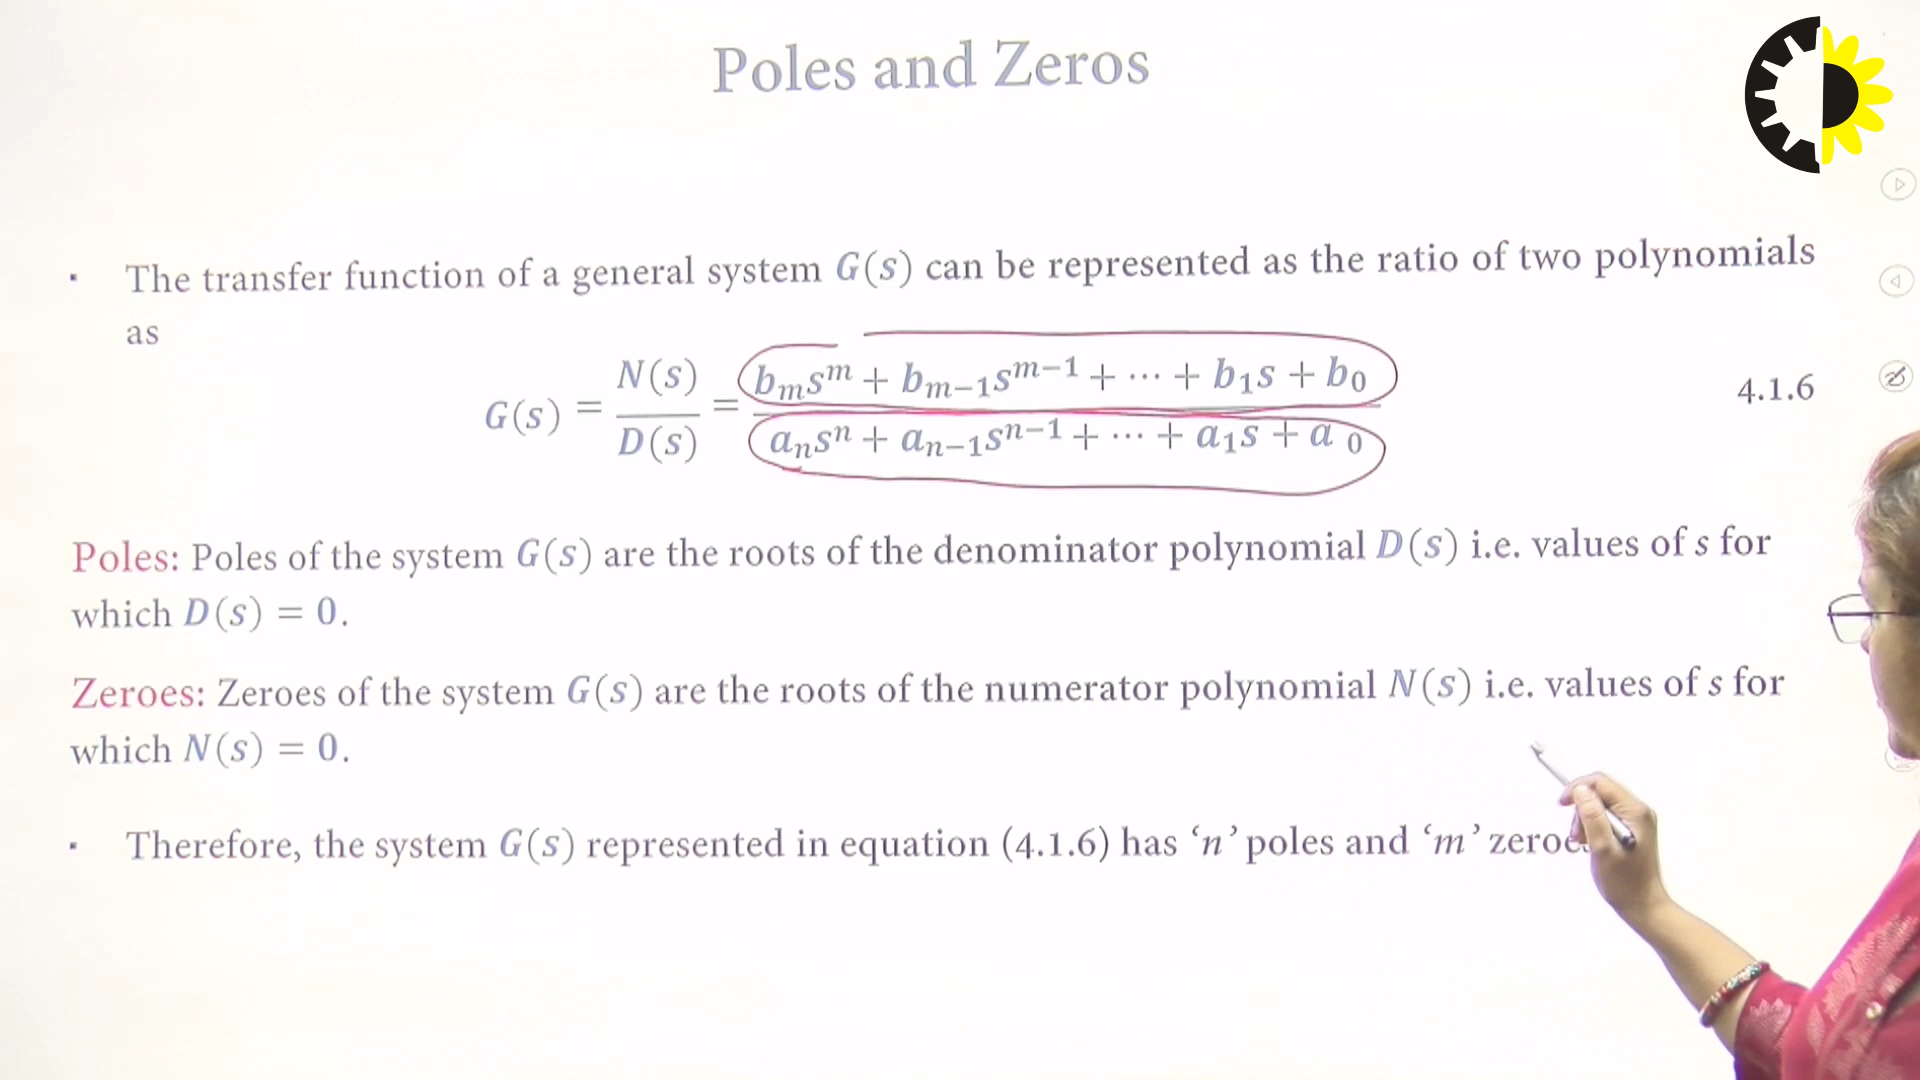 Poles and Zeros
▪ The transfer function of a general system G(s) can be represented as the ratio of two polynomials
as
G(s) = N(s)/D(s) = (b_m s^m + b_{m−1} s^{m−1} + ⋯ + b_1 s + b_0)/(a_n s^n + a_{n−1} s^{n−1} + ⋯ + a_1 s + a_0) 4.1.6
Poles: Poles of the system G(s) are the roots of the denominator polynomial D(s) i.e. values of s for
which D(s) = 0.
Zeroes: Zeroes of the system G(s) are the roots of the numerator polynomial N(s) i.e. values of s for
which N(s) = 0.
▪ Therefore, the system G(s) represented in equation (4.1.6) has ‘n’ poles and ‘m’